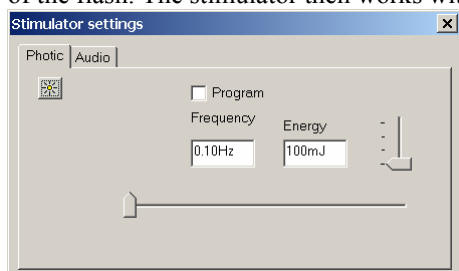 of the flash. The stimulator then works wit
Stimulator settings
Photic Audio
Program
Frequency Energy
0.10Hz 100mJ